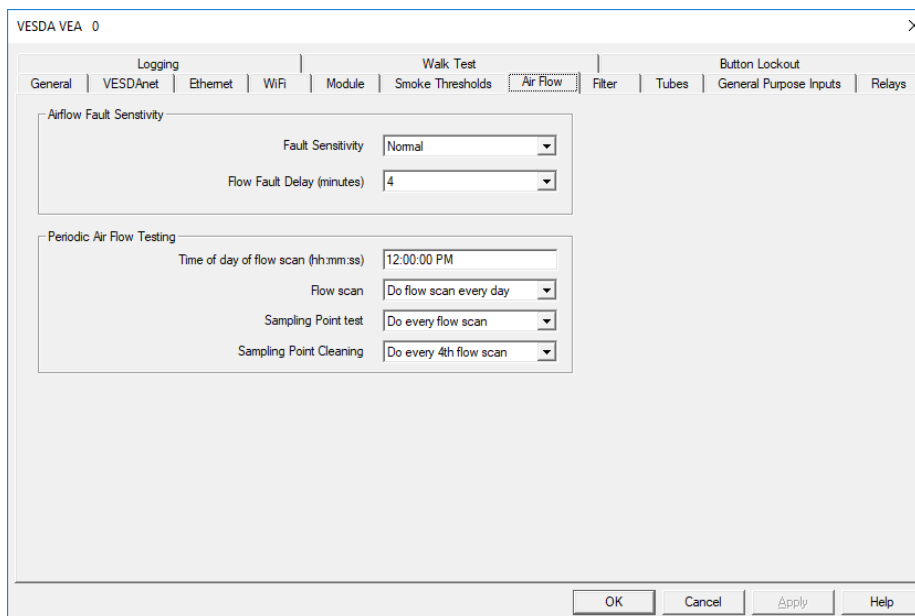 VESDA VEA 0
Logging Walk Test Button Lockout
General VESDAnet Ethernet WiFi Module Smoke Thresholds Air Flow Filter Tubes General Purpose Inputs Relays
Airflow Fault Senstivity
Fault Sensitivity Normal
Flow Fault Delay (minutes) 4
Periodic Air Flow Testing
Time of day of flow scan (hh:mm:ss) 12:00:00 PM
Flow scan Do flow scan every day
Sampling Point test Do every flow scan
Sampling Point Cleaning Do every 4th flow scan
OK Cancel Apply Help